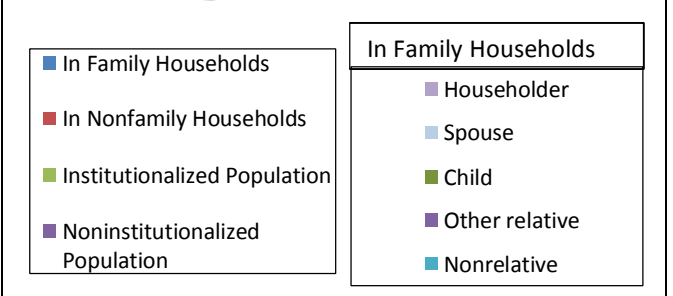 In Family Households
In Nonfamily Households
Institutionalized Population
Noninstitutionalized
Population
In Family Households
Householder
Spouse
Child
Other relative
Nonrelative